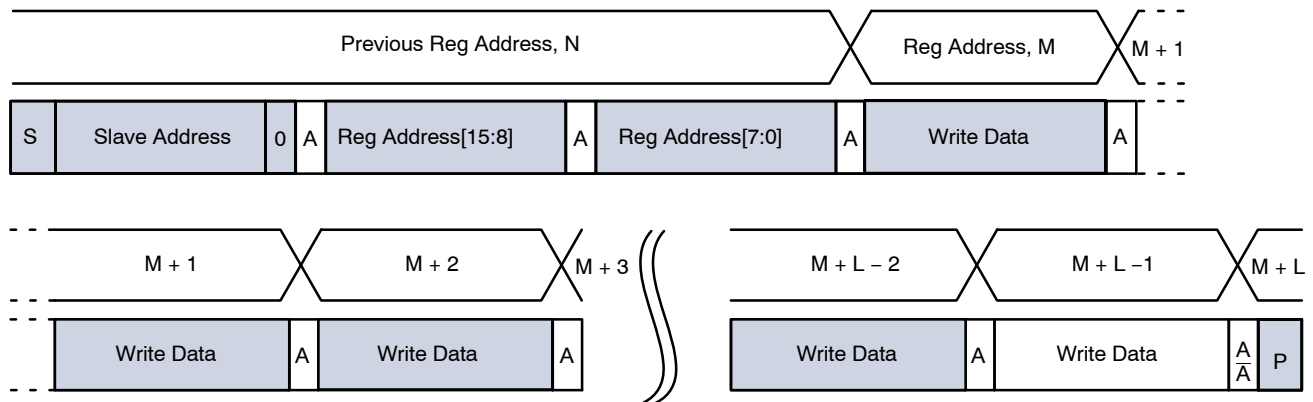 Previous Reg Address, N Reg Address, M M + 1
S Slave Address 0 A Reg Address[15:8] A Reg Address[7:0] A Write Data A
M + 1 M + 2 M + 3 M + L − 2 M + L −1 M + L
Write Data A Write Data A Write Data A Write Data A P
A̅